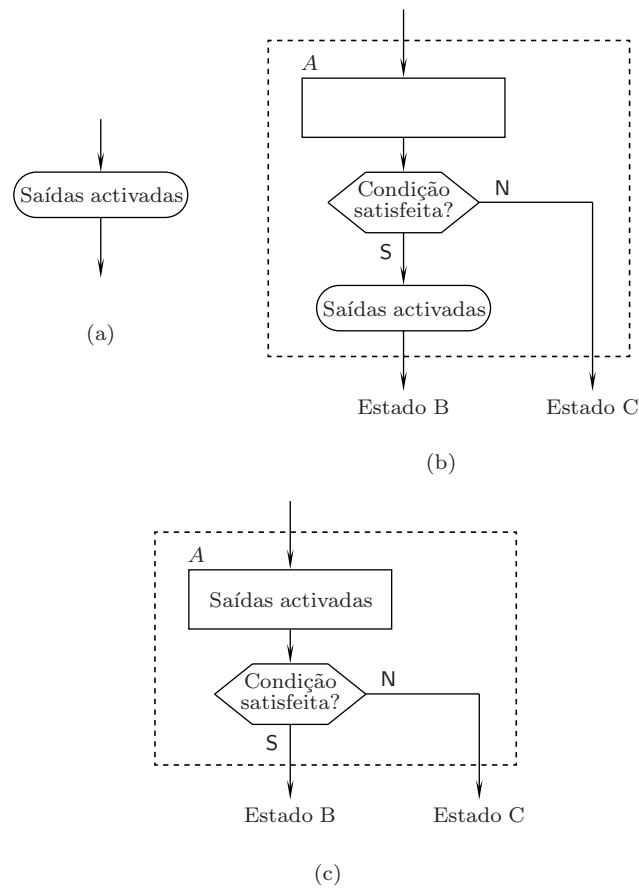 Saídas activadas
(a)
A
Condição
satisfeita?
N
S
Saídas activadas
Estado B
Estado C
(b)
A
Saídas activadas
Condição
satisfeita?
N
S
Estado B
Estado C
(c)